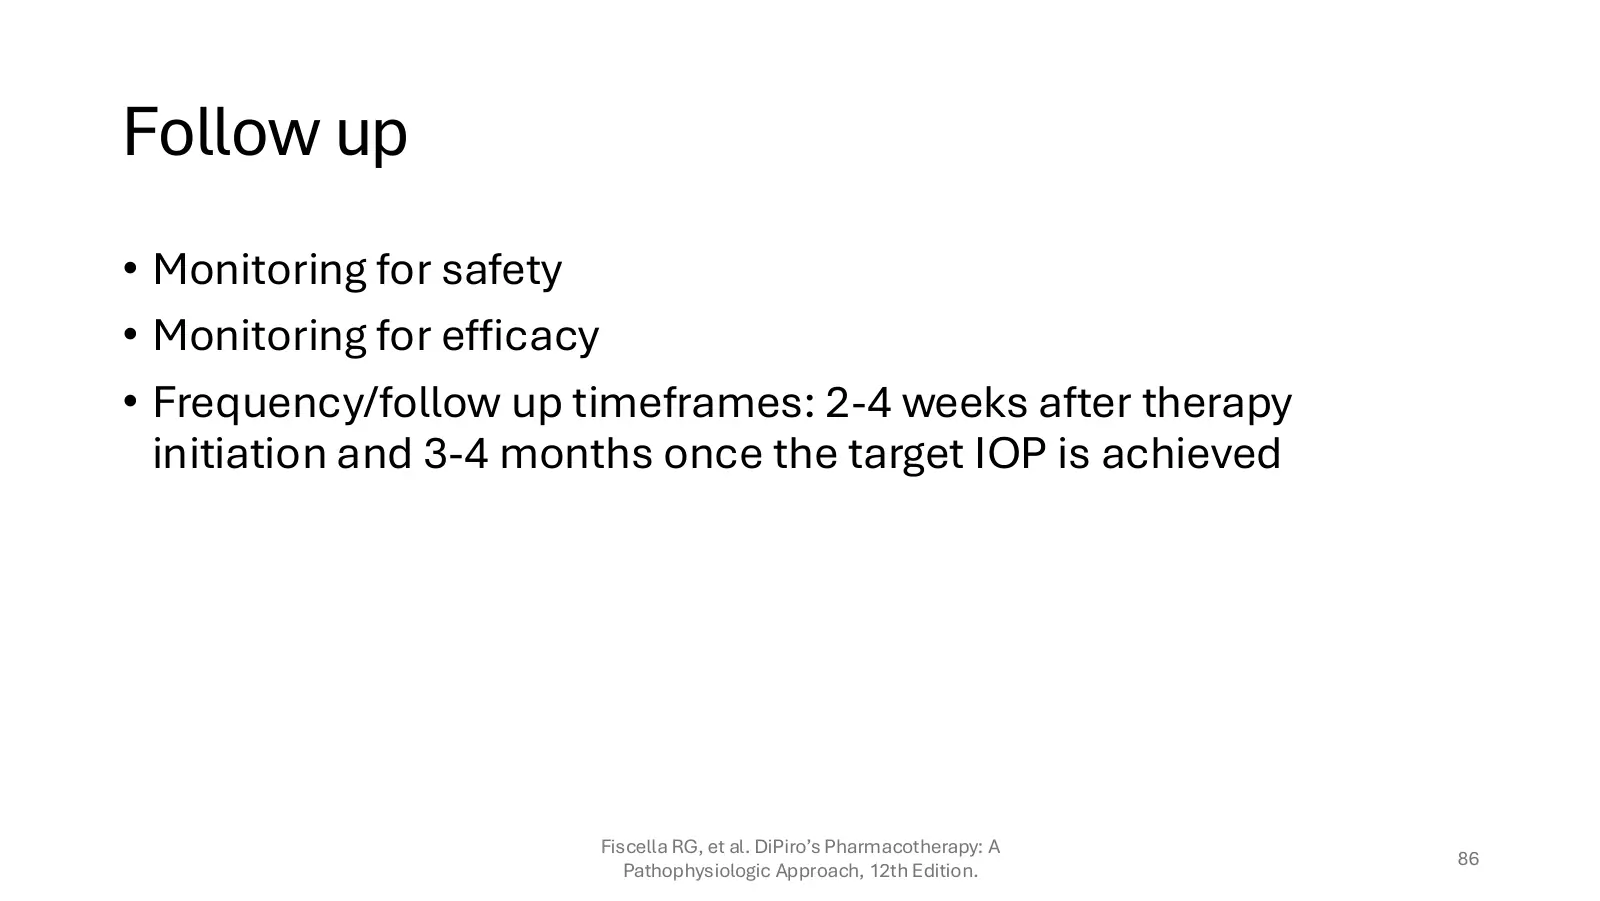 Follow up
• Monitoring for safety
• Monitoring for efficacy
• Frequency/follow up timeframes: 2-4 weeks after therapy
initiation and 3-4 months once the target IOP is achieved
Fiscella RG, et al. DiPiro’s Pharmacotherapy: A
Pathophysiologic Approach, 12th Edition.
86